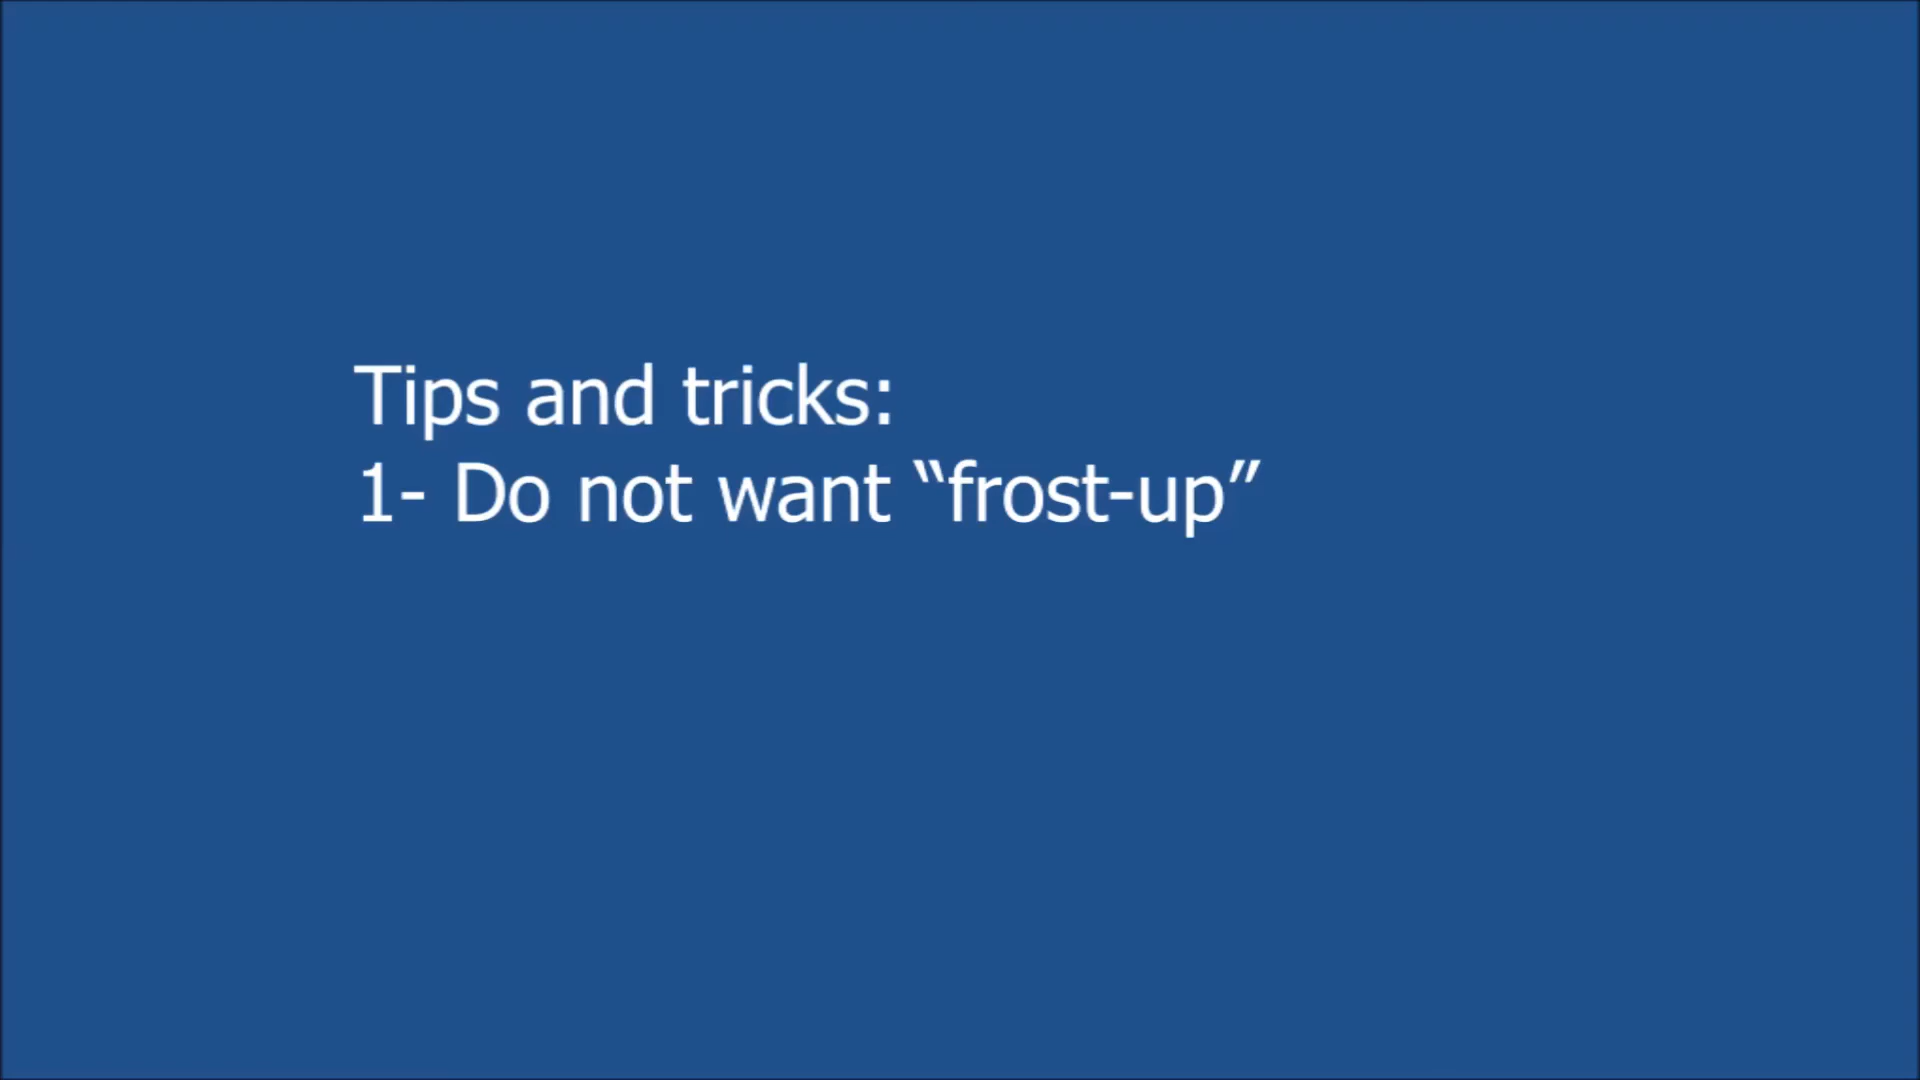 Tips and tricks:
1- Do not want “frost-up”